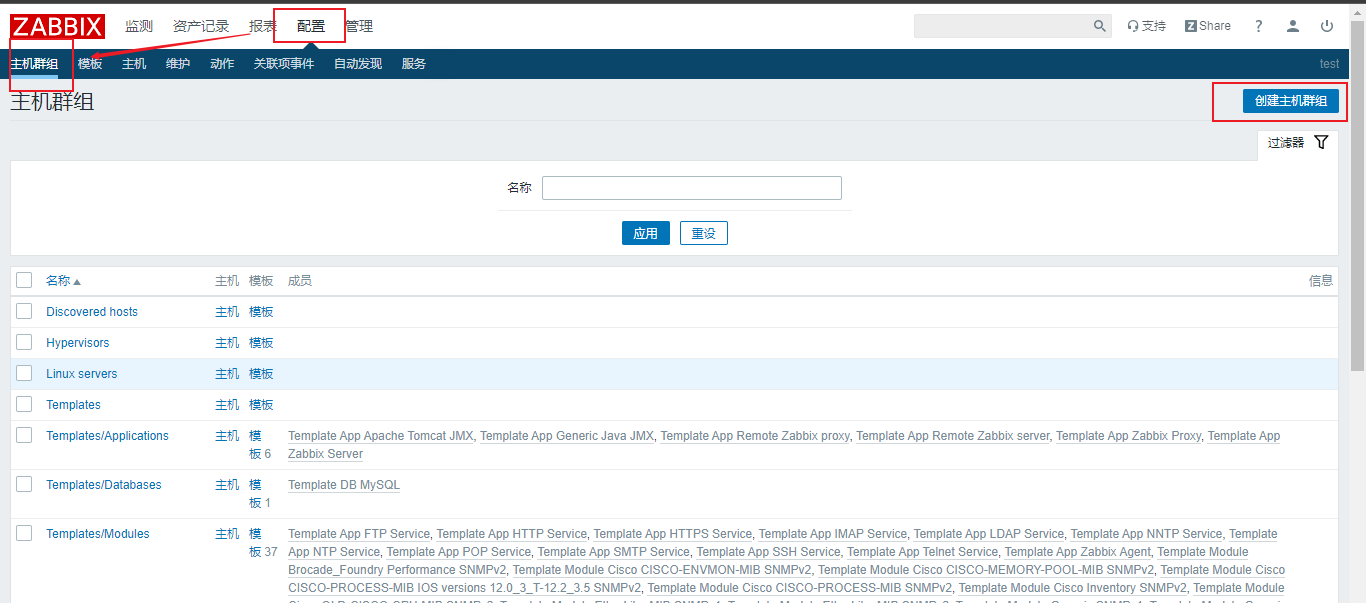 ZABBIX 监测 资产记录 报表 配置 管理 支持 Z Share ?
主机群组 模板 主机 维护 动作 关联项事件 自动发现 服务 test
主机群组 创建主机群组
过滤器
名称
应用 重设
名称 主机 模板 成员 信息
Discovered hosts 主机 模板
Hypervisors 主机 模板
Linux servers 主机 模板
Templates 主机 模板
Templates/Applications 主机 模 Template App Apache Tomcat JMX, Template App Generic Java JMX, Template App Remote Zabbix proxy, Template App Remote Zabbix server, Template App Zabbix Proxy, Template App
板 6 Zabbix Server
Templates/Databases 主机 模 Template DB MySQL
板 1
Templates/Modules 主机 模 Template App FTP Service, Template App HTTP Service, Template App HTTPS Service, Template App IMAP Service, Template App LDAP Service, Template App NNTP Service, Template
板 37 App NTP Service, Template App POP Service, Template App SMTP Service, Template App SSH Service, Template App Telnet Service, Template App Zabbix Agent, Template Module
Brocade_Foundry Performance SNMPv2, Template Module Cisco CISCO-ENVMON-MIB SNMPv2, Template Module Cisco CISCO-MEMORY-POOL-MIB SNMPv2, Template Module Cisco
CISCO-PROCESS-MIB IOS versions 12.0_3_T-12.2_3.5 SNMPv2, Template Module Cisco CISCO-PROCESS-MIB SNMPv2, Template Module Cisco Inventory SNMPv2, Template Module